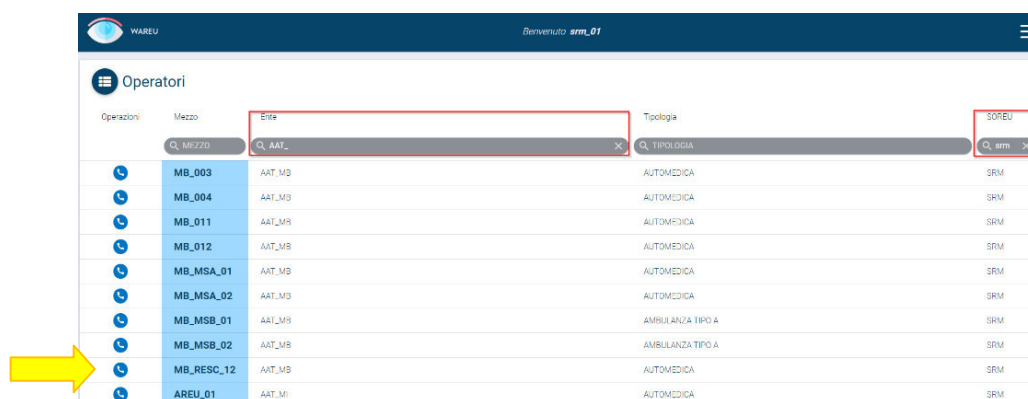 WAREU Benvenuto srm_01
Operatori
Operazioni Mezzo Ente Tipologia SOREU
MEZZO AAT_ TIPOLOGIA srm
MB_003 AAT_MB AUTOMEDICA SRM
MB_004 AAT_MB AUTOMEDICA SRM
MB_011 AAT_MB AUTOMEDICA SRM
MB_012 AAT_MB AUTOMEDICA SRM
MB_MSA_01 AAT_MB AUTOMEDICA SRM
MB_MSA_02 AAT_MB AUTOMEDICA SRM
MB_MSB_01 AAT_MB AMBULANZA TIPO A SRM
MB_MSB_02 AAT_MB AMBULANZA TIPO A SRM
MB_RESC_12 AAT_MB AUTOMEDICA SRM
AREU_01 AAT_MI AUTOMEDICA SRM